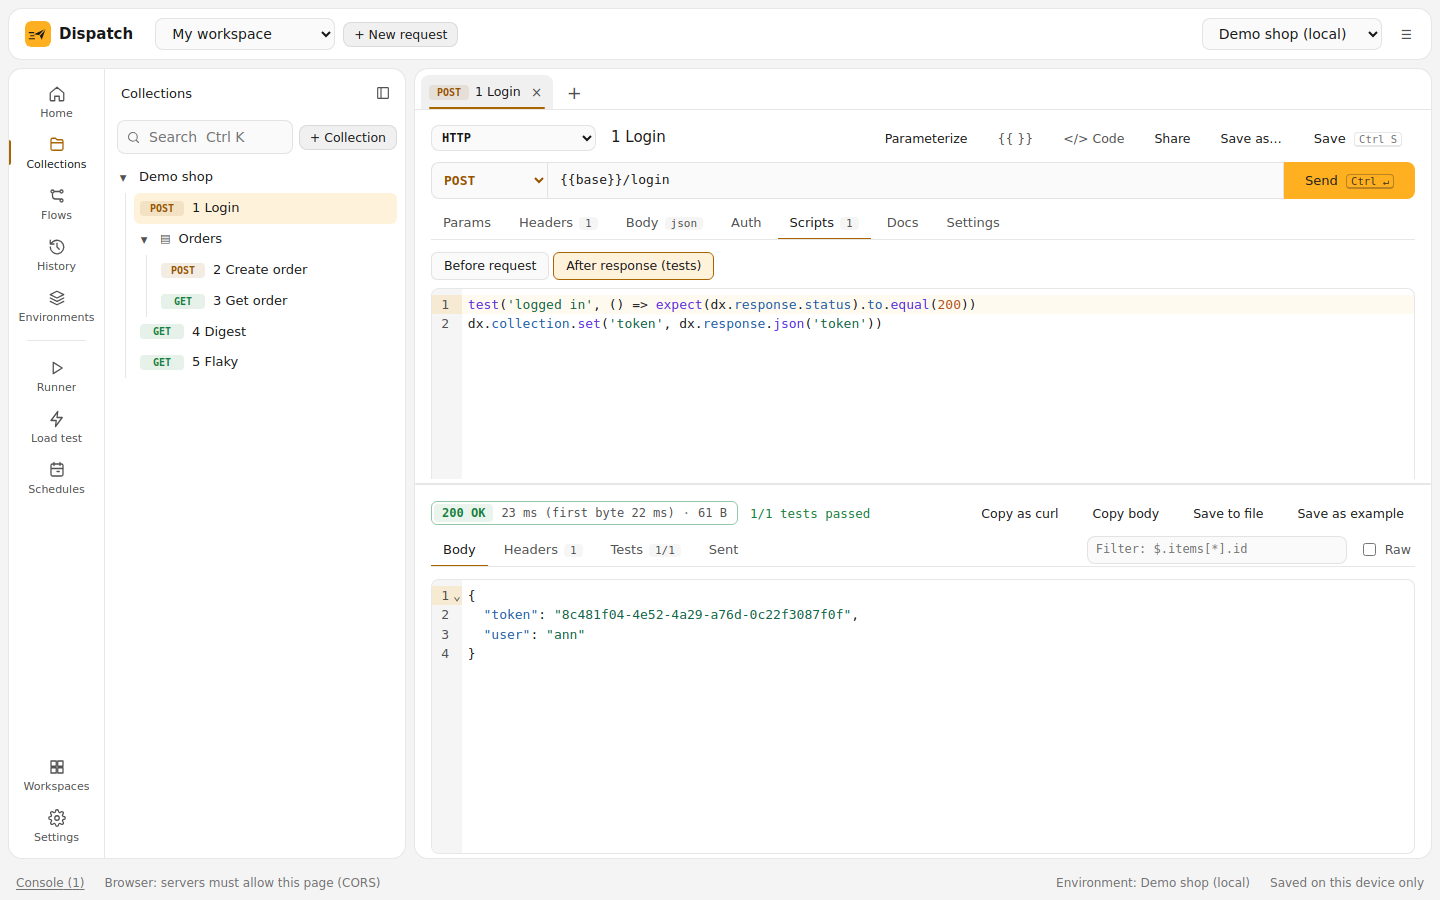 Dispatch
My workspace
+ New request
Demo shop (local)
Home
Collections
Flows
History
Environments
Runner
Load test
Schedules
Workspaces
Settings
Collections
Search Ctrl K
+ Collection
Demo shop
POST 1 Login
Orders
POST 2 Create order
GET 3 Get order
GET 4 Digest
GET 5 Flaky
POST 1 Login ×
+
HTTP
1 Login
Parameterize
{{ }}
</> Code
Share
Save as...
Save Ctrl S
POST
{{base}}/login
Send Ctrl ↵
Params
Headers 1
Body json
Auth
Scripts 1
Docs
Settings
Before request
After response (tests)
1 test('logged in', () => expect(dx.response.status).to.equal(200))
2 dx.collection.set('token', dx.response.json('token'))
200 OK 23 ms (first byte 22 ms) · 61 B
1/1 tests passed
Copy as curl
Copy body
Save to file
Save as example
Body
Headers 1
Tests 1/1
Sent
Filter: $.items[*].id
Raw
1 {
2 "token": "8c481f04-4e52-4a29-a76d-0c22f3087f0f",
3 "user": "ann"
4 }
Console (1)
Browser: servers must allow this page (CORS)
Environment: Demo shop (local)
Saved on this device only